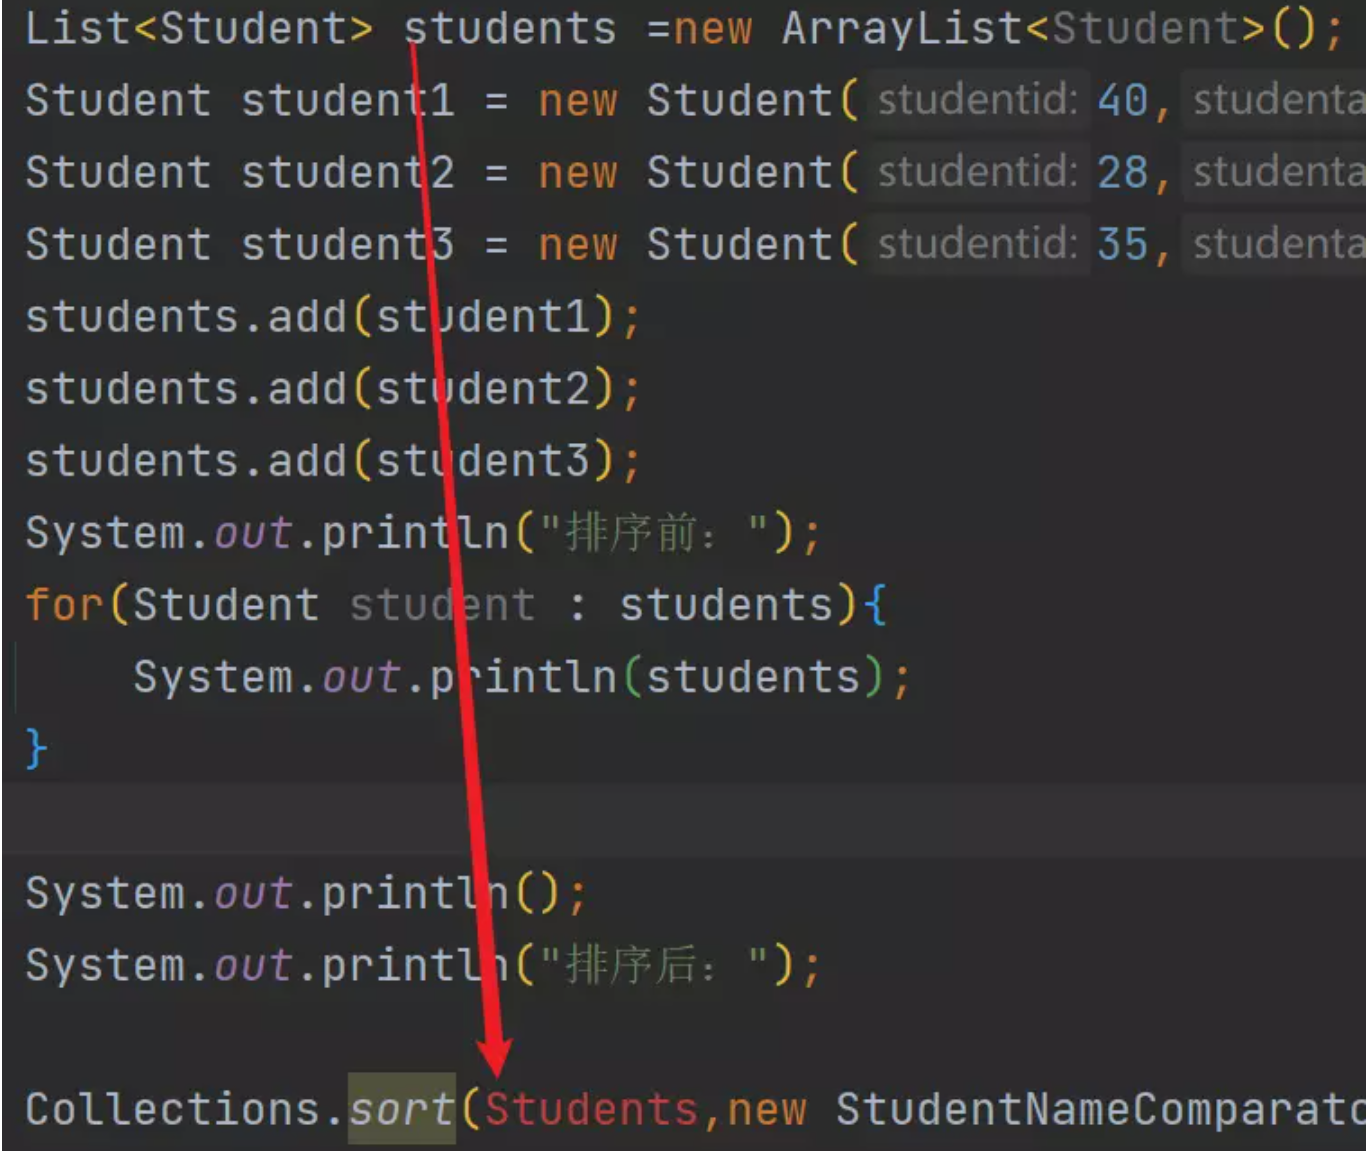 List<Student> students =new ArrayList<Student>();
Student student1 = new Student( studentid: 40, studenta
Student student2 = new Student( studentid: 28, studenta
Student student3 = new Student( studentid: 35, studenta
students.add(student1);
students.add(student2);
students.add(student3);
System.out.println("排序前: ");
for(Student student : students){
System.out.println(students);
}
System.out.println();
System.out.println("排序后: ");
Collections.sort(Students,new StudentNameComparato